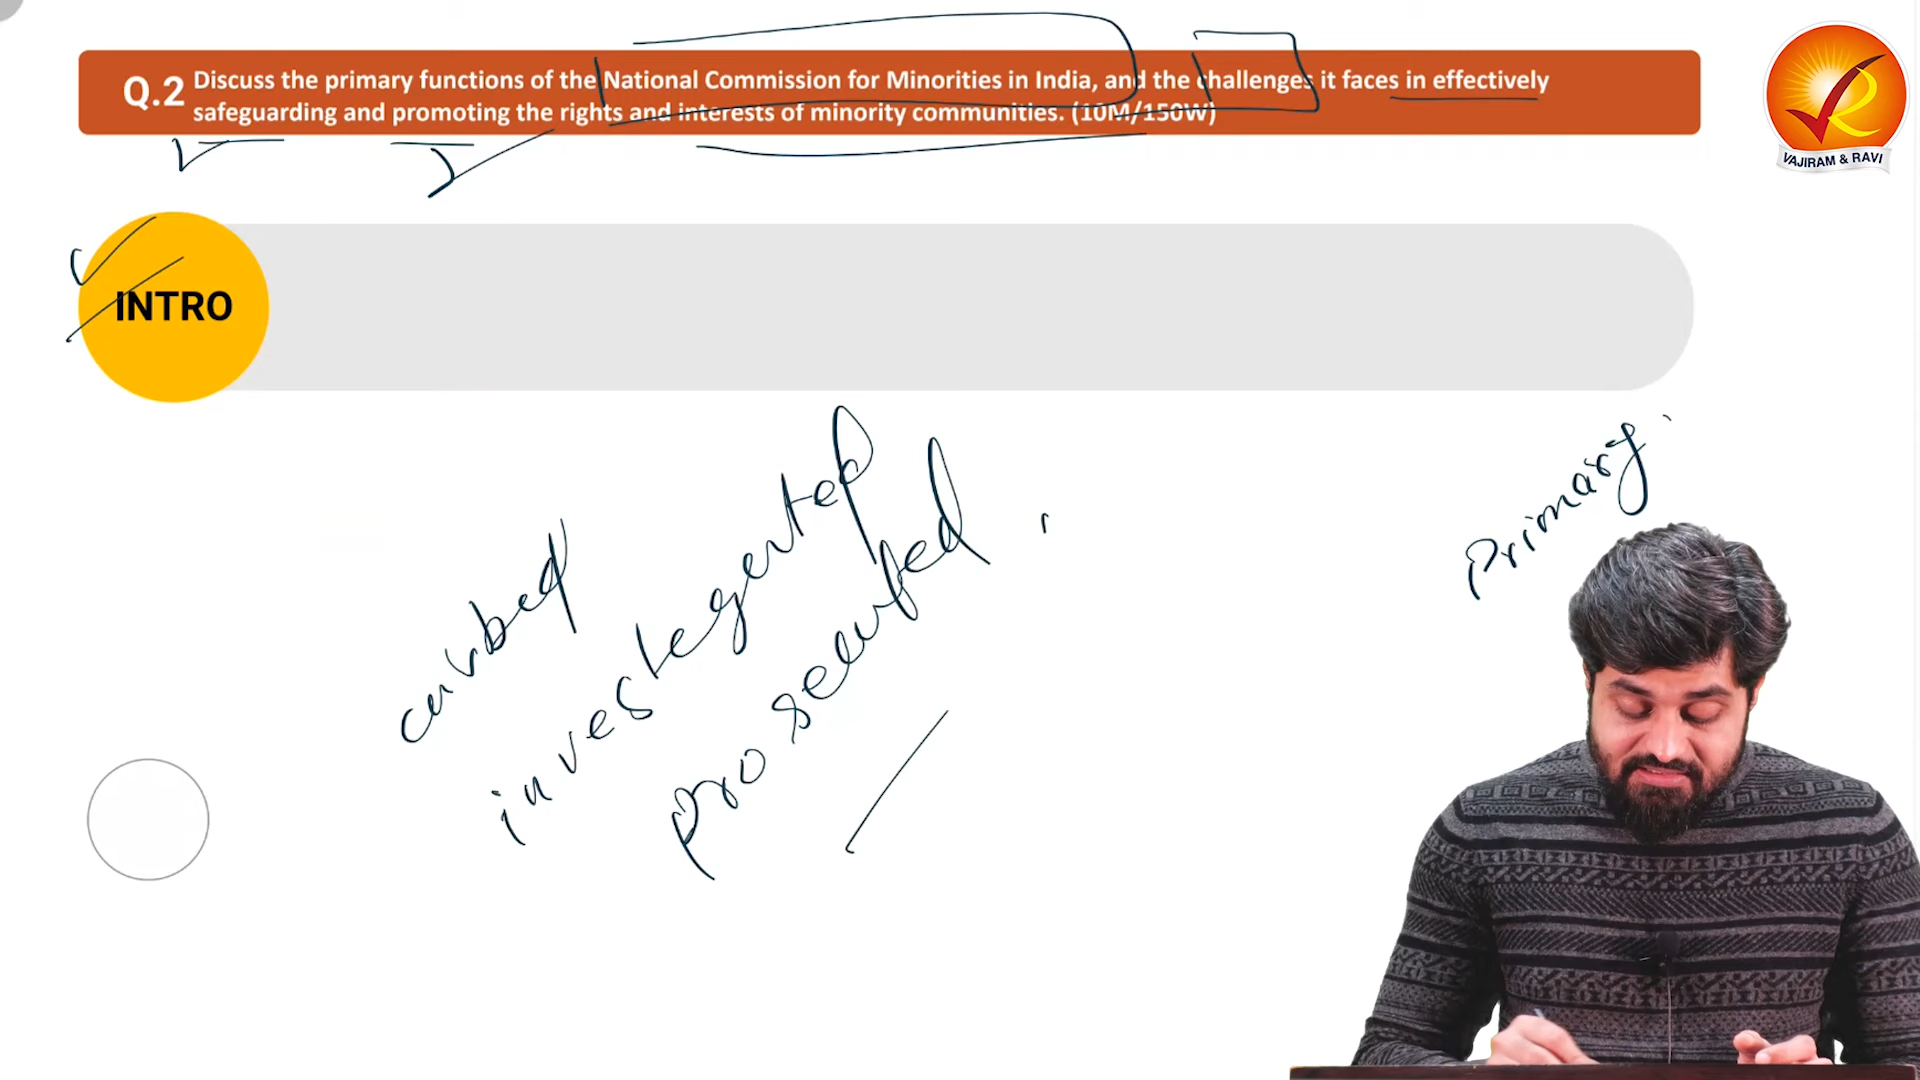 Q.2 Discuss the primary functions of the National Commission for Minorities in India, and the challenges it faces in effectively
safeguarding and promoting the rights and interests of minority communities. (10M/150W)
VAJIRAM & RAVI
INTRO
Primary
curbed
investegerted
prosecuted